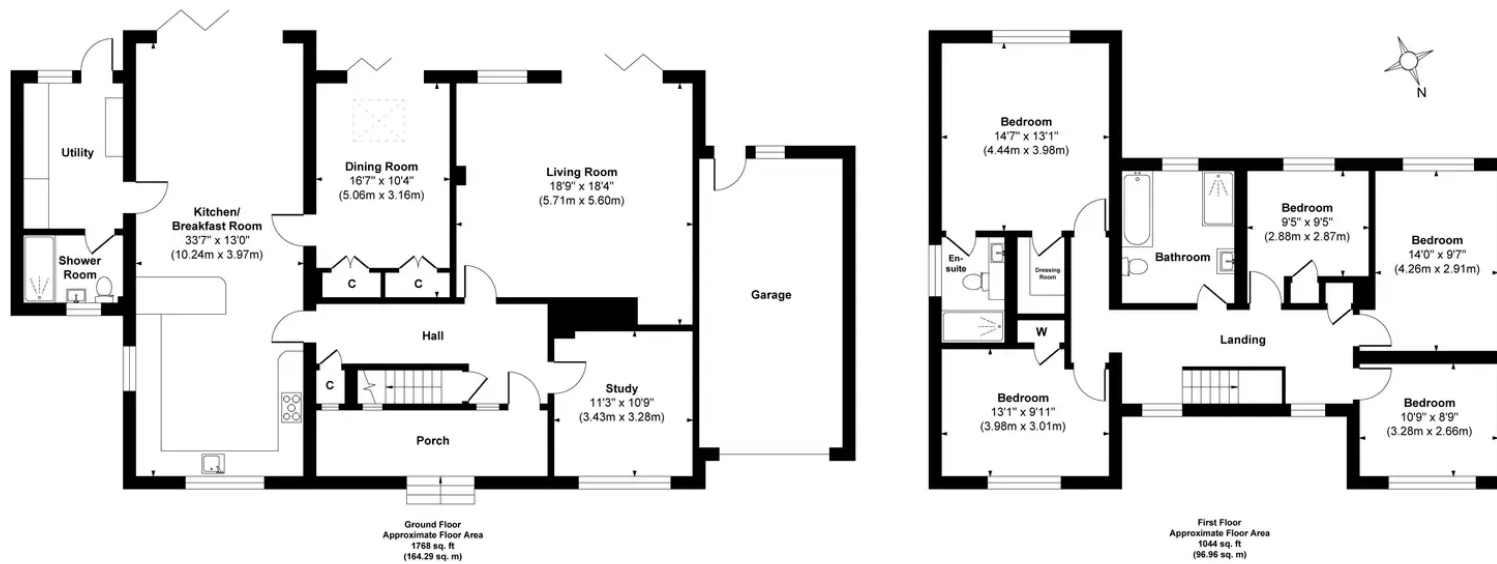 Utility
Shower
Room
Kitchen/
Breakfast Room
33'7" x 13'0"
(10.24m x 3.97m)
Dining Room
16'7" x 10'4"
(5.06m x 3.16m)
C
C
Living Room
18'9" x 18'4"
(5.71m x 5.60m)
Hall
C
Study
11'3" x 10'9"
(3.43m x 3.28m)
Porch
Garage
Ground Floor
Approximate Floor Area
1768 sq. ft
(164.29 sq. m)
N
Bedroom
14'7" x 13'1"
(4.44m x 3.98m)
En-
suite
Dressing
Room
W
Bathroom
Bedroom
9'5" x 9'5"
(2.88m x 2.87m)
Bedroom
14'0" x 9'7"
(4.26m x 2.91m)
Landing
Bedroom
13'1" x 9'11"
(3.98m x 3.01m)
Bedroom
10'9" x 8'9"
(3.28m x 2.66m)
First Floor
Approximate Floor Area
1044 sq. ft
(96.96 sq. m)